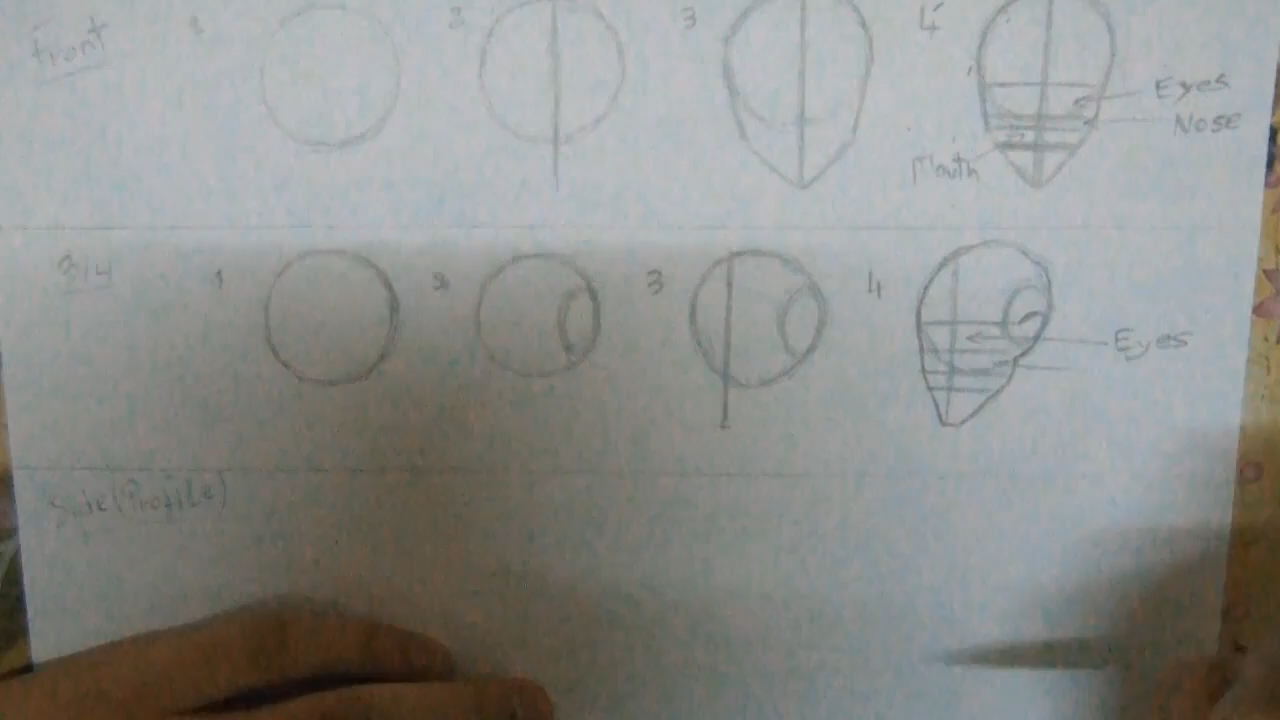 Front 1 2 3 4
Eyes
Nose
Mouth
3/4 1 2 3 4
Eyes
Side(Profile)